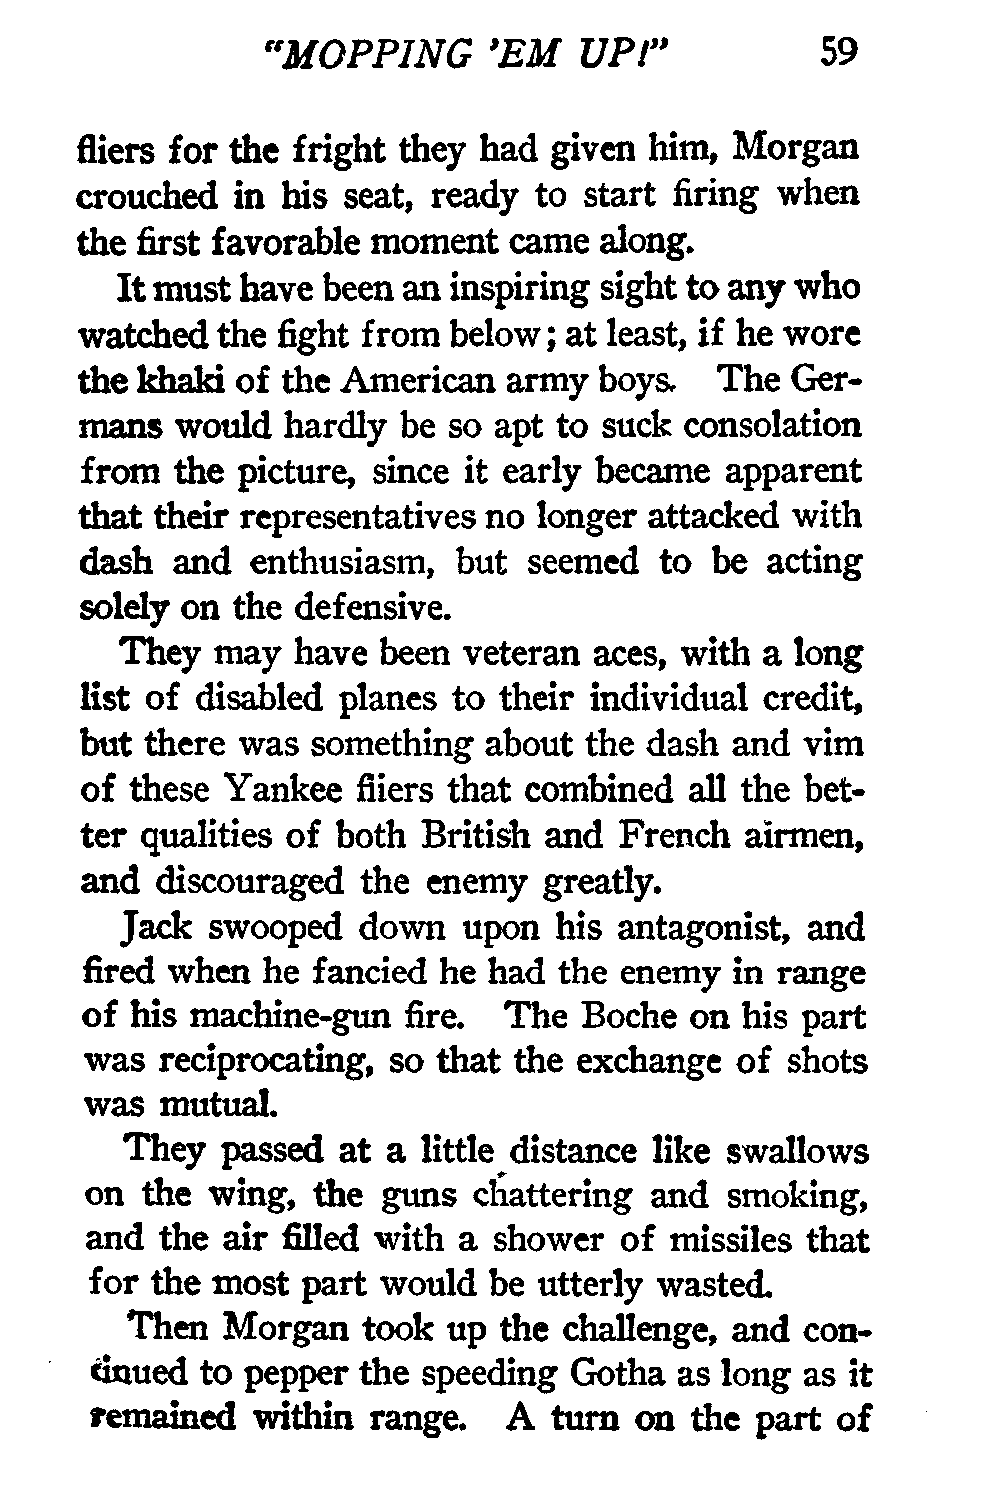 "MOPPING 'EM UP!" 59
fliers for the fright they had given him, Morgan
crouched in his seat, ready to start firing when
the first favorable moment came along.
It must have been an inspiring sight to any who
watched the fight from below; at least, if he wore
the khaki of the American army boys. The Ger-
mans would hardly be so apt to suck consolation
from the picture, since it early became apparent
that their representatives no longer attacked with
dash and enthusiasm, but seemed to be acting
solely on the defensive.
They may have been veteran aces, with a long
list of disabled planes to their individual credit,
but there was something about the dash and vim
of these Yankee fliers that combined all the bet-
ter qualities of both British and French airmen,
and discouraged the enemy greatly.
Jack swooped down upon his antagonist, and
fired when he fancied he had the enemy in range
of his machine-gun fire. The Boche on his part
was reciprocating, so that the exchange of shots
was mutual.
They passed at a little distance like swallows
on the wing, the guns chattering and smoking,
and the air filled with a shower of missiles that
for the most part would be utterly wasted.
Then Morgan took up the challenge, and con-
tinued to pepper the speeding Gotha as long as it
remained within range. A turn on the part of